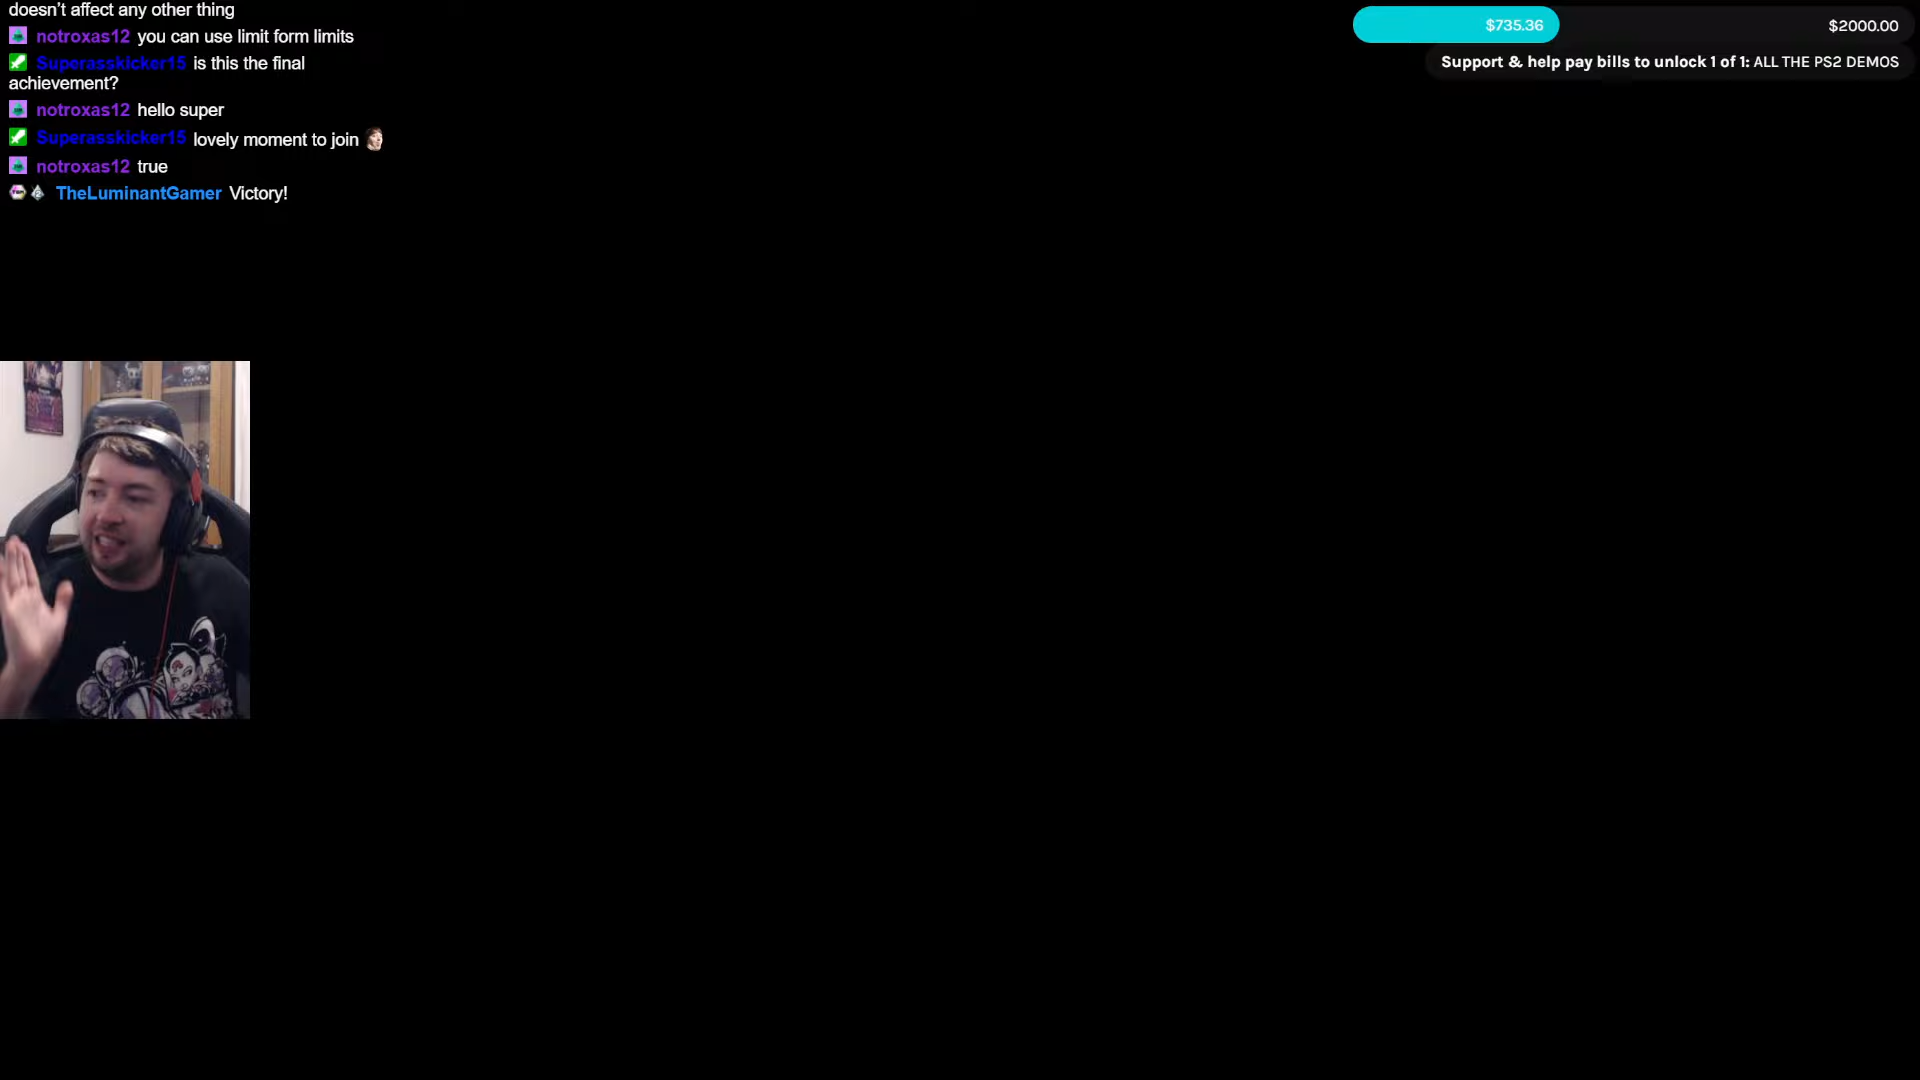 doesn't affect any other thing
notroxas12 you can use limit form limits
Superasskicker15 is this the final
achievement?
notroxas12 hello super
Superasskicker15 lovely moment to join
notroxas12 true
TheLuminantGamer Victory!
$735.36
$2000.00
Support & help pay bills to unlock 1 of 1: ALL THE PS2 DEMOS